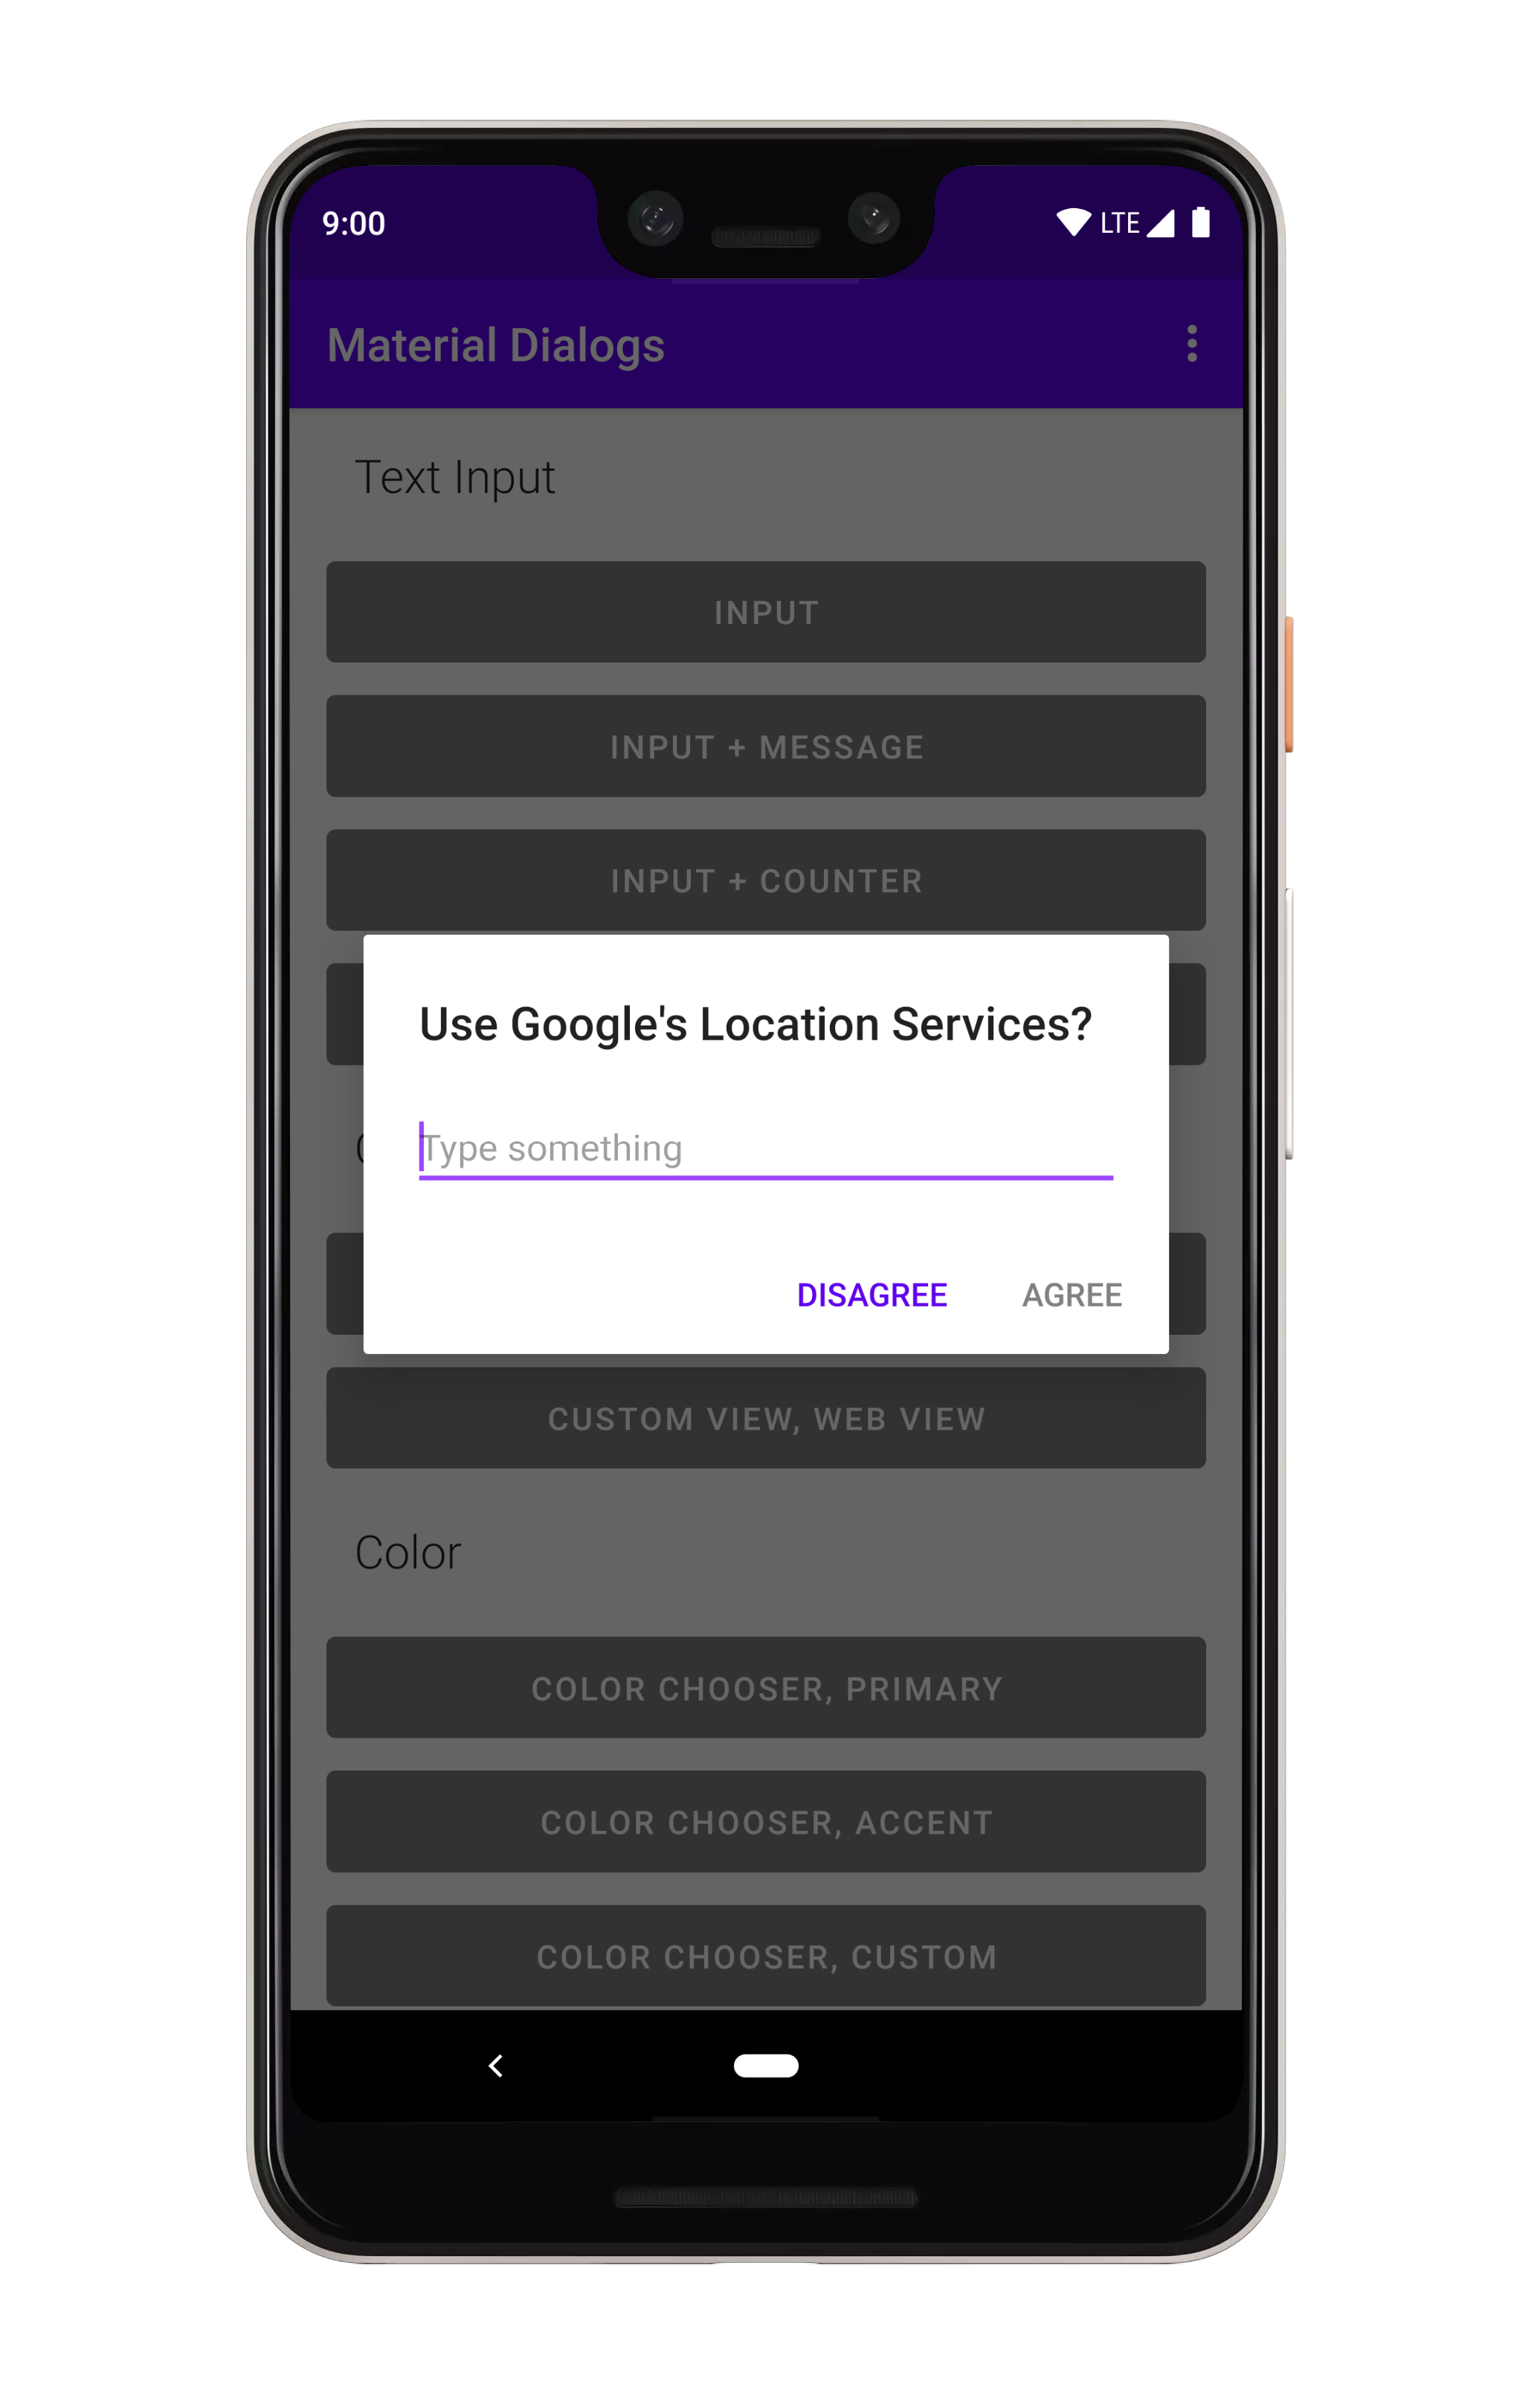 9:00 LTE
Material Dialogs
Text Input
INPUT
INPUT + MESSAGE
INPUT + COUNTER
Use Google's Location Services?
Type something
DISAGREE AGREE
CUSTOM VIEW, WEB VIEW
Color
COLOR CHOOSER, PRIMARY
COLOR CHOOSER, ACCENT
COLOR CHOOSER, CUSTOM